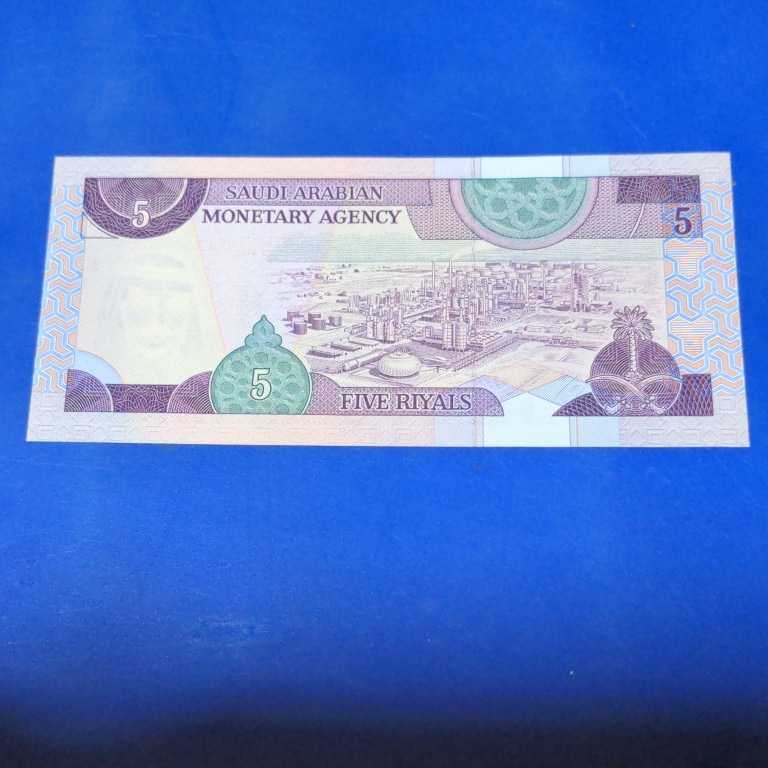 5
SAUDI ARABIAN
MONETARY AGENCY
5
5
FIVE RIYALS